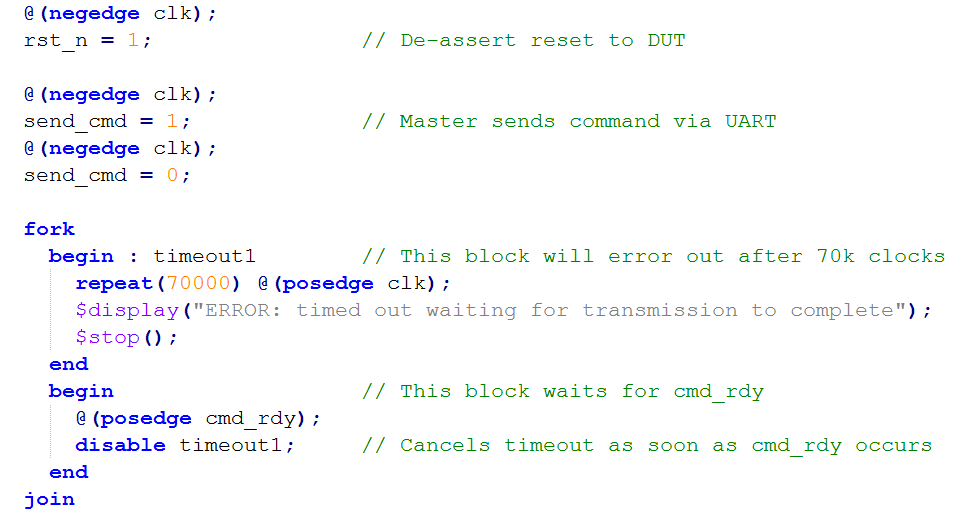 @(negedge clk);
rst_n = 1; // De-assert reset to DUT
@(negedge clk);
send_cmd = 1; // Master sends command via UART
@(negedge clk);
send_cmd = 0;
fork
begin : timeout1 // This block will error out after 70k clocks
repeat(70000) @(posedge clk);
$display("ERROR: timed out waiting for transmission to complete");
$stop();
end
begin // This block waits for cmd_rdy
@(posedge cmd_rdy);
disable timeout1; // Cancels timeout as soon as cmd_rdy occurs
end
join